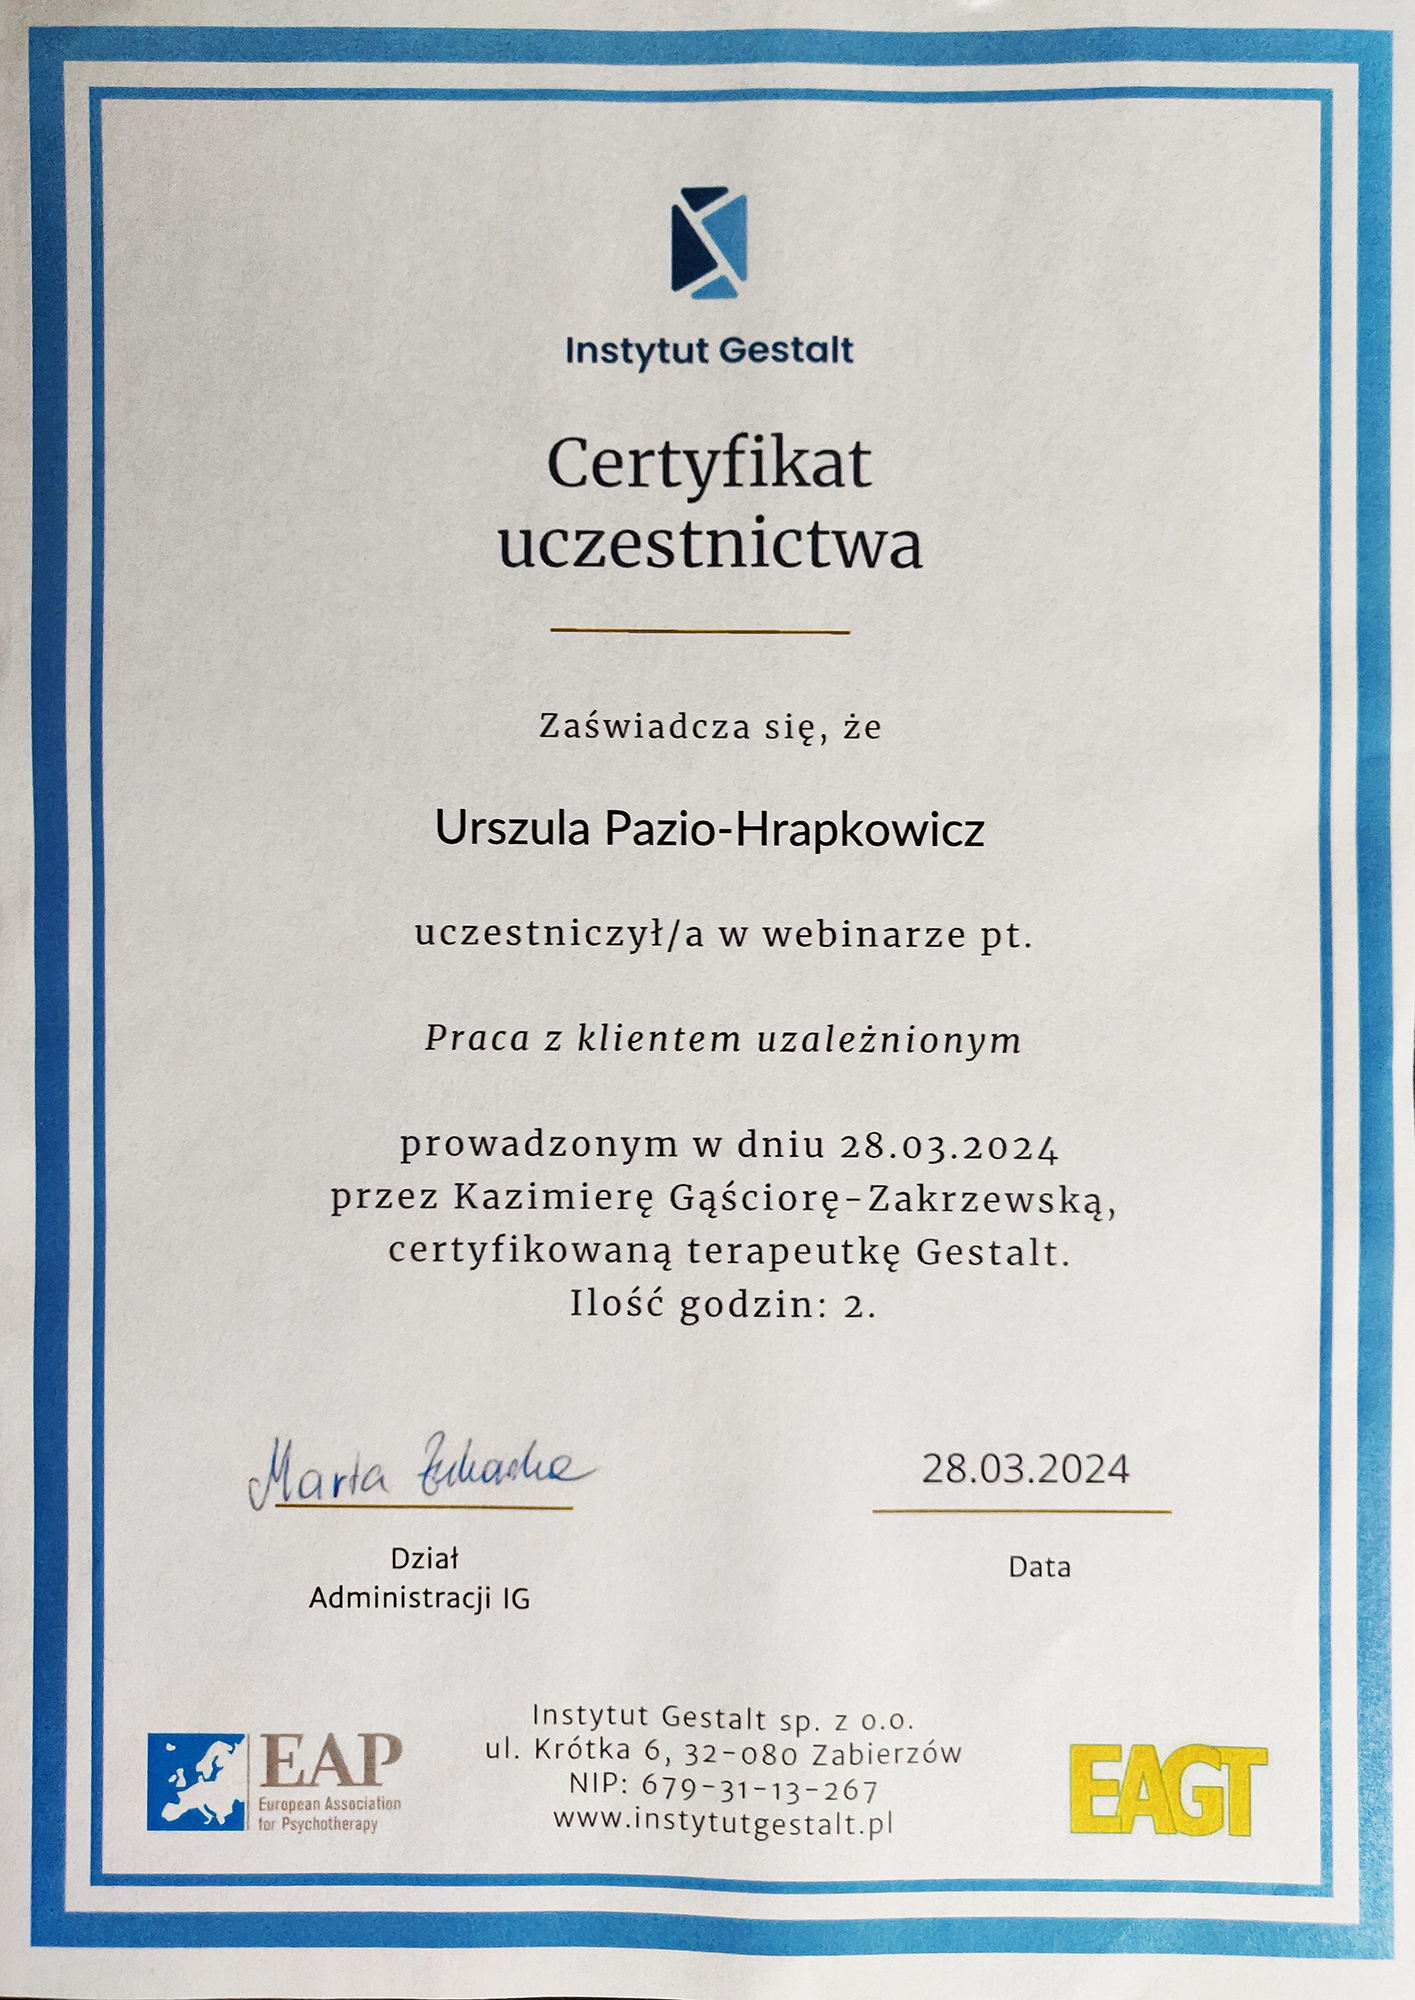 Instytut Gestalt
Certyfikat
uczestnictwa
Zaświadcza się, że
Urszula Pazio-Hrapkowicz
uczestniczył/a w webinarze pt.
Praca z klientem uzależnionym
prowadzonym w dniu 28.03.2024
przez Kazimierę Gąściorę-Zakrzewską,
certyfikowaną terapeutkę Gestalt.
Ilość godzin: 2.
Marta
28.03.2024
Dział
Administracji IG
Data
EAP
European Association
for Psychotherapy
Instytut Gestalt sp. z o.o.
ul. Krótka 6, 32-080 Zabierzów
NIP: 679-31-13-267
www.instytutgestalt.pl
EAGT